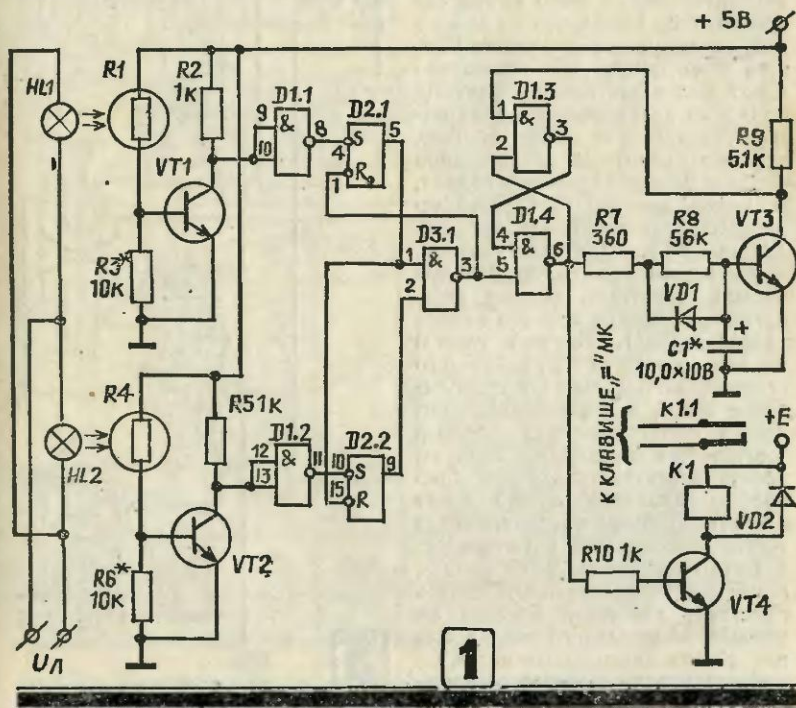 + 5В
HL1
R1
R2
1к
VT1
R3*
10к
9
10
D1.1
&
8
D2.1
S
4
R
1
5
D3.1
1
2
&
3
D1.3
1
2
&
3
D1.4
4
5
&
6
R7
360
R8
56к
VD1
C1*
+
10,0×10В
R9
5,1к
VT3
R4
HL2
R5 1к
VT2
R6*
10к
D1.2
12
13
&
11
D2.2
10
S
15
R
9
К КЛАВИШЕ „=" МК
К1.1
+Е
К1
VD2
R10 1к
VT4
Uл
1